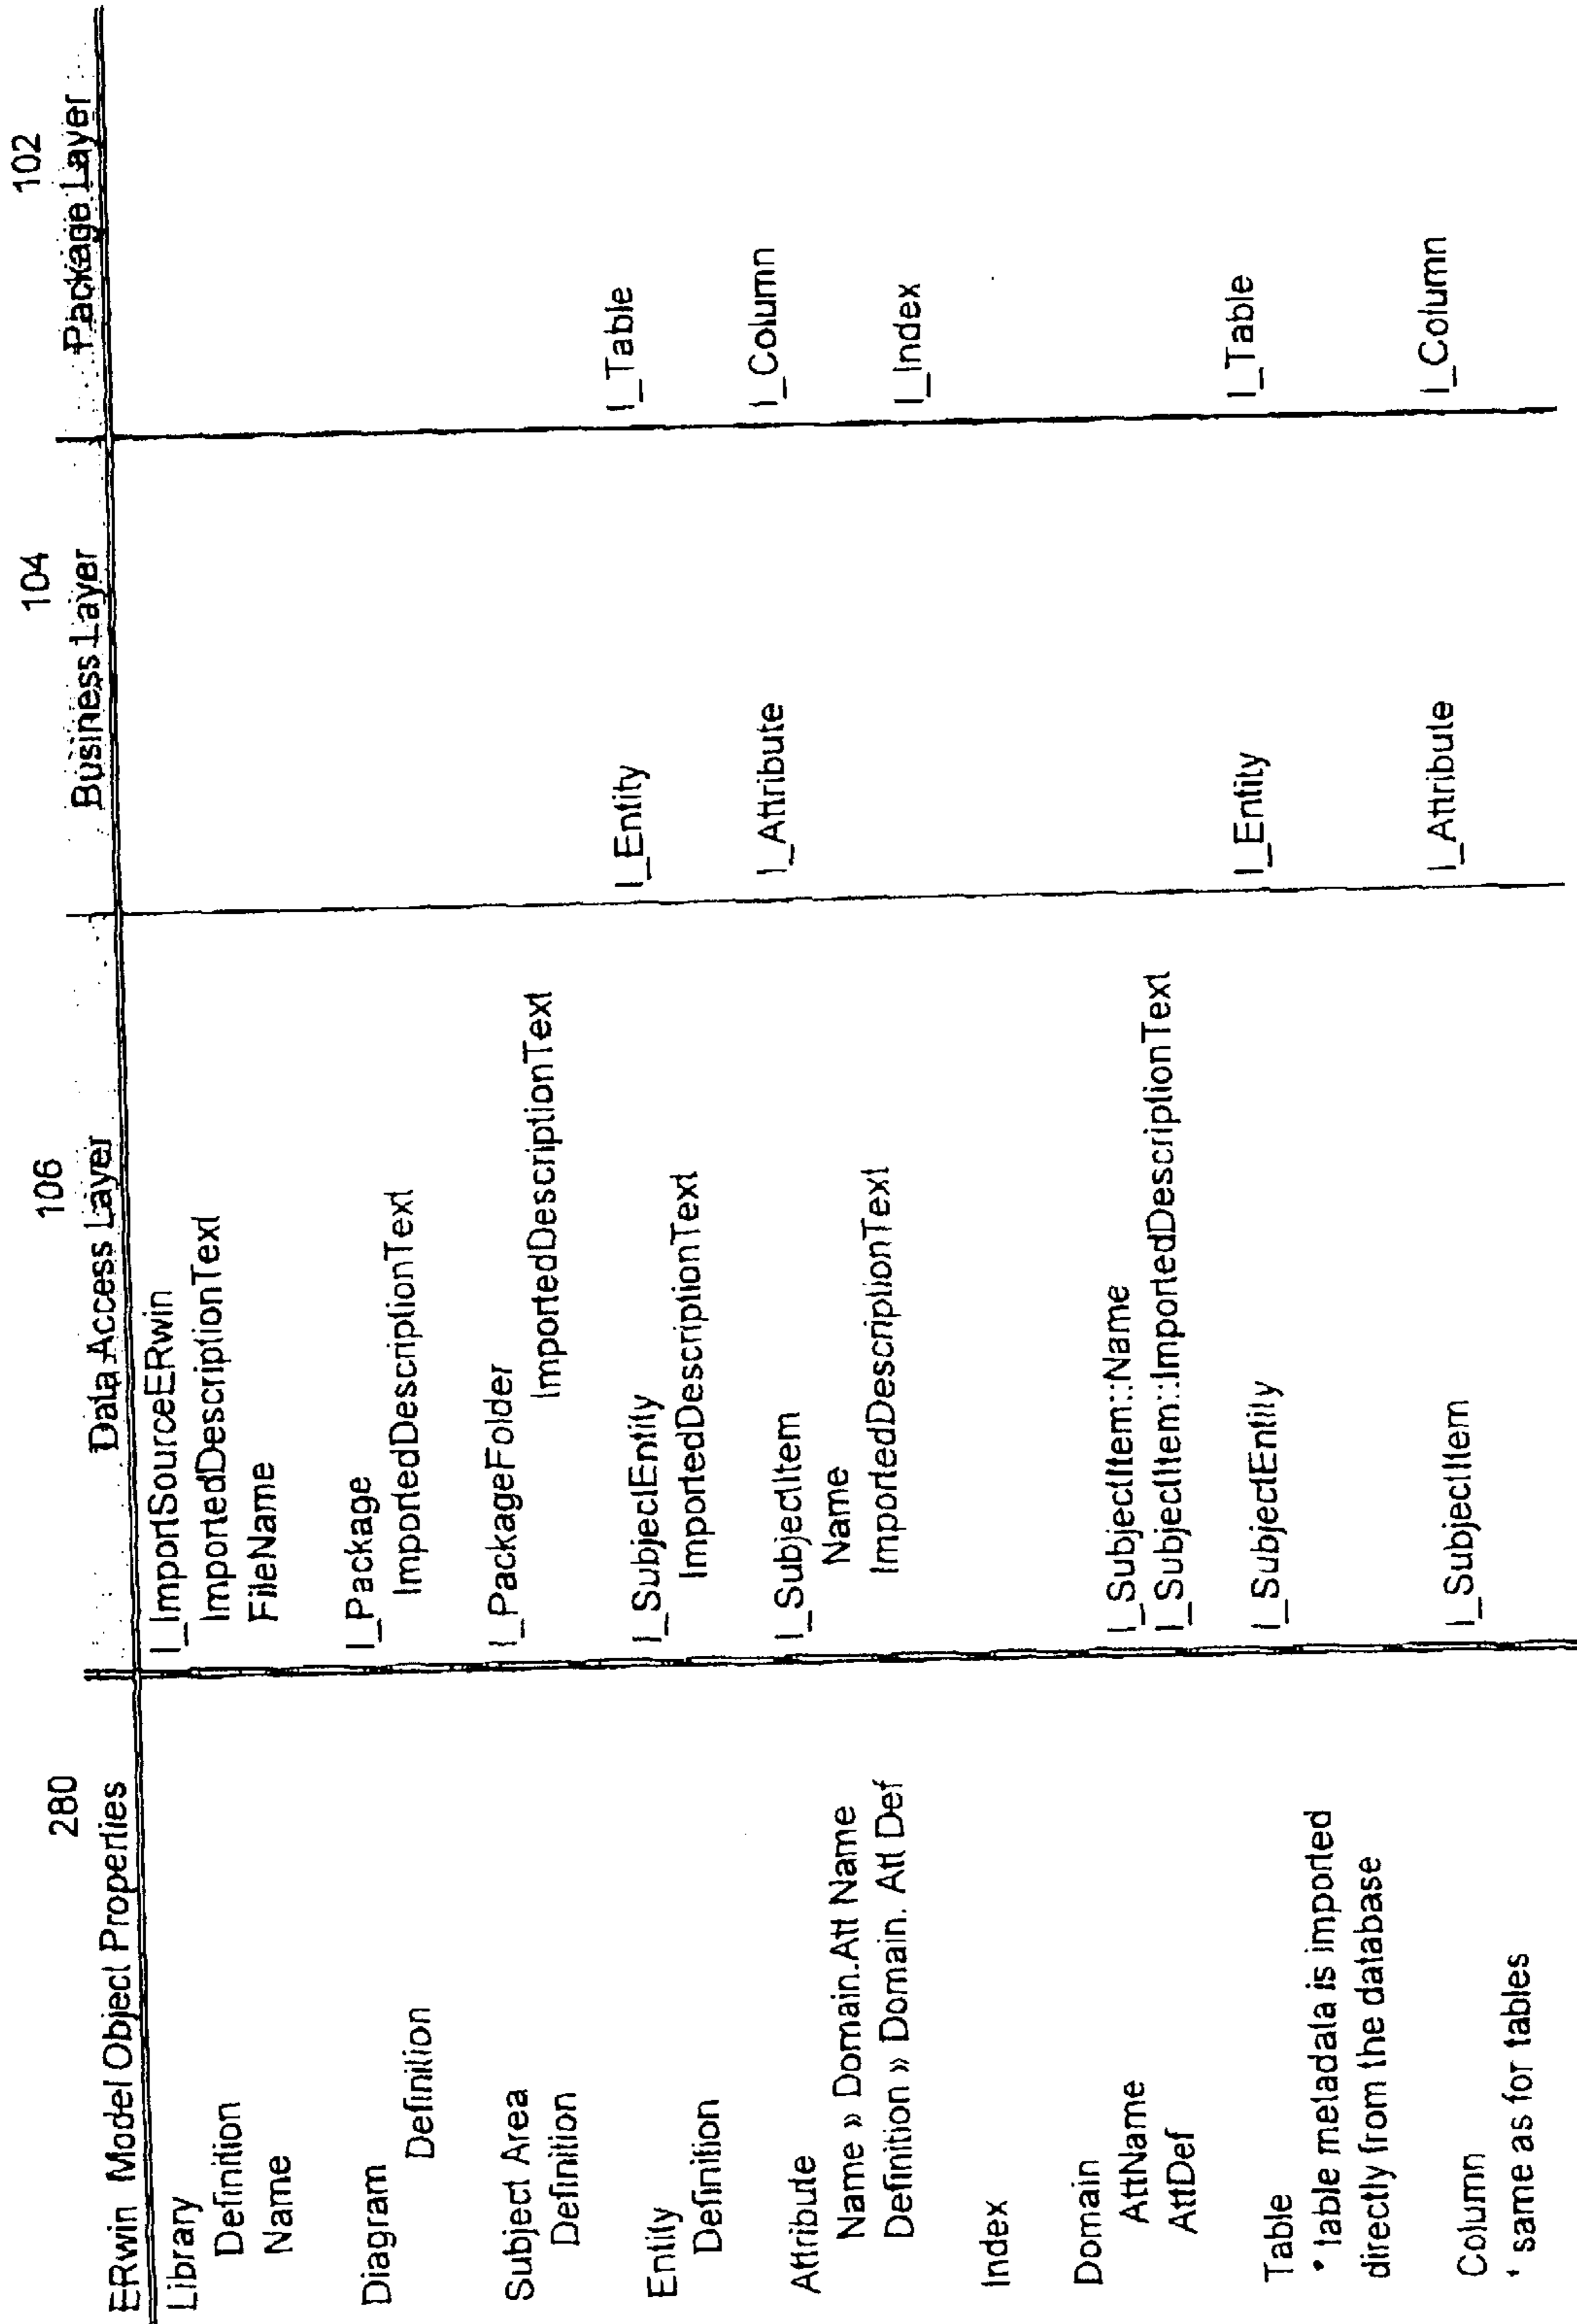 280
ERwin Model Object Properties
106
Data Access Layer
104
Business Layer
102
Package Layer
Library
I_ImportSourceERwin
Definition
ImportedDescriptionText
Name
FileName
Diagram
I_Package
Definition
ImportedDescriptionText
Subject Area
I_PackageFolder
Definition
ImportedDescriptionText
Entity
I_SubjectEntity
I_Entity
I_Table
Definition
ImportedDescriptionText
Attribute
I_SubjectItem
I_Attribute
I_Column
Name » Domain.Att Name
Name
Definition » Domain. Att Def
ImportedDescriptionText
Index
I_Index
Domain
AttName
I_SubjectItem::Name
AttDef
I_SubjectItem::ImportedDescriptionText
Table
I_SubjectEntity
I_Entity
I_Table
* table metadata is imported
directly from the database
Column
I_SubjectItem
I_Attribute
I_Column
* same as for tables